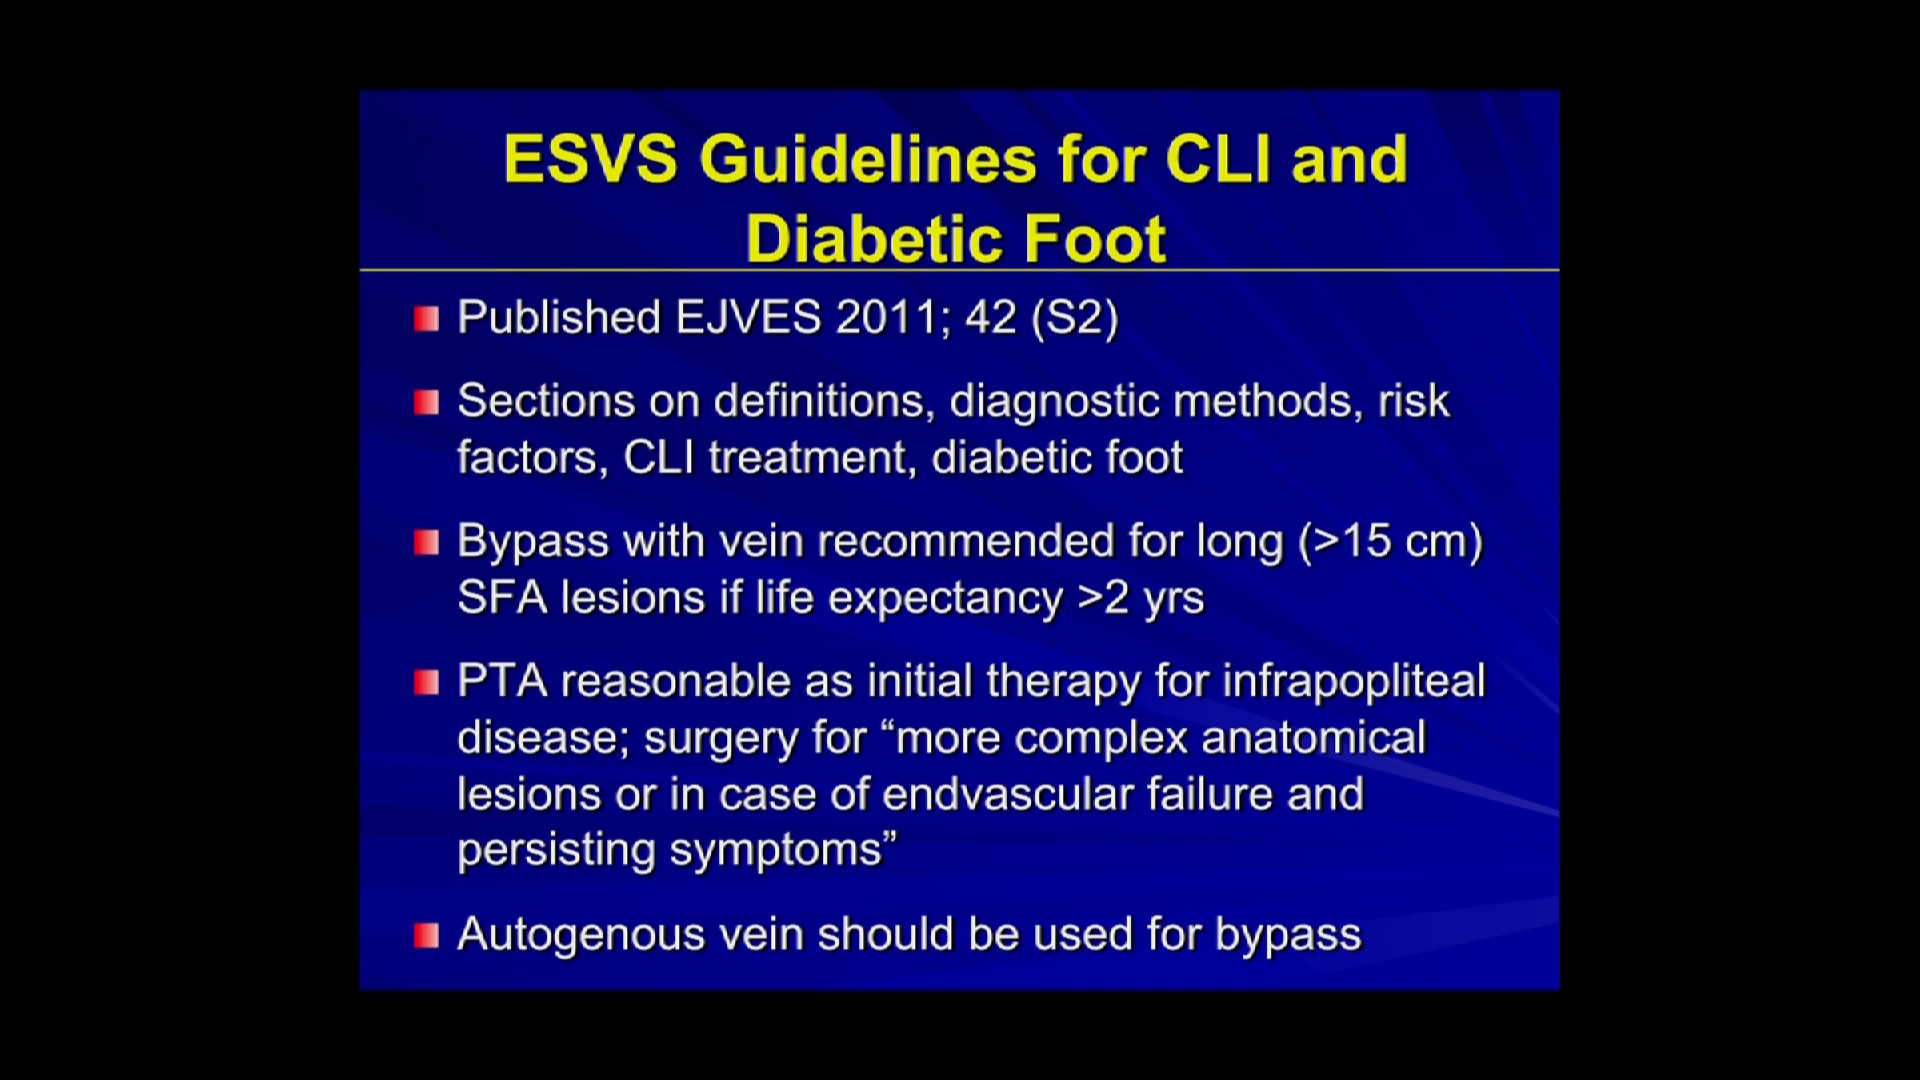 ESVS Guidelines for CLI and
Diabetic Foot
Published EJVES 2011; 42 (S2)
Sections on definitions, diagnostic methods, risk
factors, CLI treatment, diabetic foot
Bypass with vein recommended for long (>15 cm)
SFA lesions if life expectancy >2 yrs
PTA reasonable as initial therapy for infrapopliteal
disease; surgery for “more complex anatomical
lesions or in case of endvascular failure and
persisting symptoms”
Autogenous vein should be used for bypass